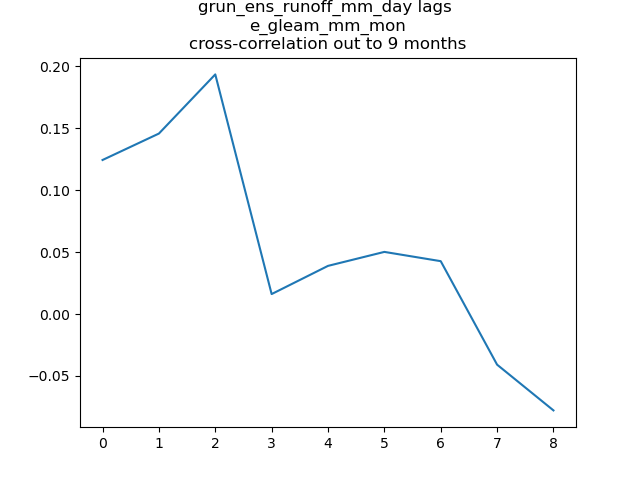 grun_ens_runoff_mm_day lags
e_gleam_mm_mon
cross-correlation out to 9 months
0.20
0.15
0.10
0.05
0.00
−0.05
0 1 2 3 4 5 6 7 8